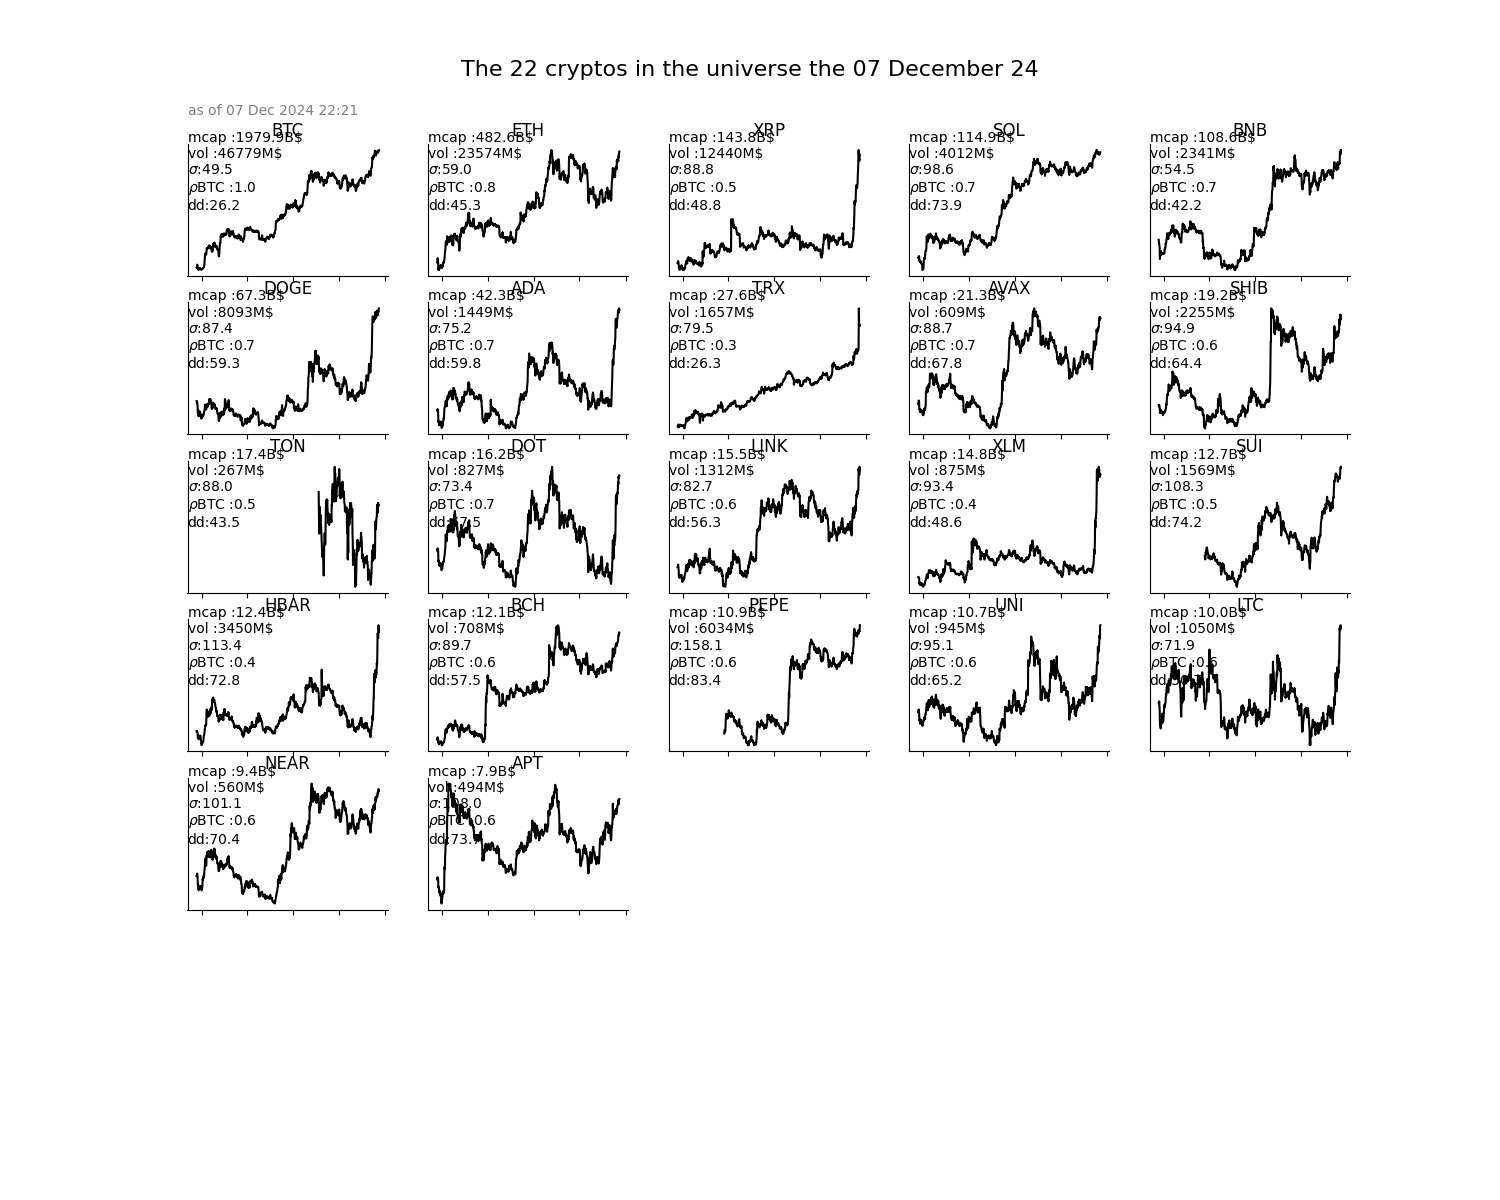 The 22 cryptos in the universe the 07 December 24
as of 07 Dec 2024 22:21
BTC
mcap :1979.9B$
vol :46779M$
σ:49.5
ρBTC :1.0
dd:26.2
ETH
mcap :482.6B$
vol :23574M$
σ:59.0
ρBTC :0.8
dd:45.3
XRP
mcap :143.8B$
vol :12440M$
σ:88.8
ρBTC :0.5
dd:48.8
SOL
mcap :114.9B$
vol :4012M$
σ:98.6
ρBTC :0.7
dd:73.9
BNB
mcap :108.6B$
vol :2341M$
σ:54.5
ρBTC :0.7
dd:42.2
DOGE
mcap :67.3B$
vol :8093M$
σ:87.4
ρBTC :0.7
dd:59.3
ADA
mcap :42.3B$
vol :1449M$
σ:75.2
ρBTC :0.7
dd:59.8
TRX
mcap :27.6B$
vol :1657M$
σ:79.5
ρBTC :0.3
dd:26.3
AVAX
mcap :21.3B$
vol :609M$
σ:88.7
ρBTC :0.7
dd:67.8
SHIB
mcap :19.2B$
vol :2255M$
σ:94.9
ρBTC :0.6
dd:64.4
TON
mcap :17.4B$
vol :267M$
σ:88.0
ρBTC :0.5
dd:43.5
DOT
mcap :16.2B$
vol :827M$
σ:73.4
ρBTC :0.7
LINK
mcap :15.5B$
vol :1312M$
σ:82.7
ρBTC :0.6
dd:56.3
XLM
mcap :14.8B$
vol :875M$
σ:93.4
ρBTC :0.4
dd:48.6
SUI
mcap :12.7B$
vol :1569M$
σ:108.3
ρBTC :0.5
dd:74.2
HBAR
mcap :12.4B$
vol :3450M$
σ:113.4
ρBTC :0.4
dd:72.8
BCH
mcap :12.1B$
vol :708M$
σ:89.7
ρBTC :0.6
dd:57.5
PEPE
mcap :10.9B$
vol :6034M$
σ:158.1
ρBTC :0.6
dd:83.4
UNI
mcap :10.7B$
vol :945M$
σ:95.1
ρBTC :0.6
dd:65.2
LTC
mcap :10.0B$
vol :1050M$
σ:71.9
ρBTC :0.6
NEAR
mcap :9.4B$
vol :560M$
σ:101.1
ρBTC :0.6
dd:70.4
APT
mcap :7.9B$
vol :494M$
σ:108.0
ρBTC :0.6